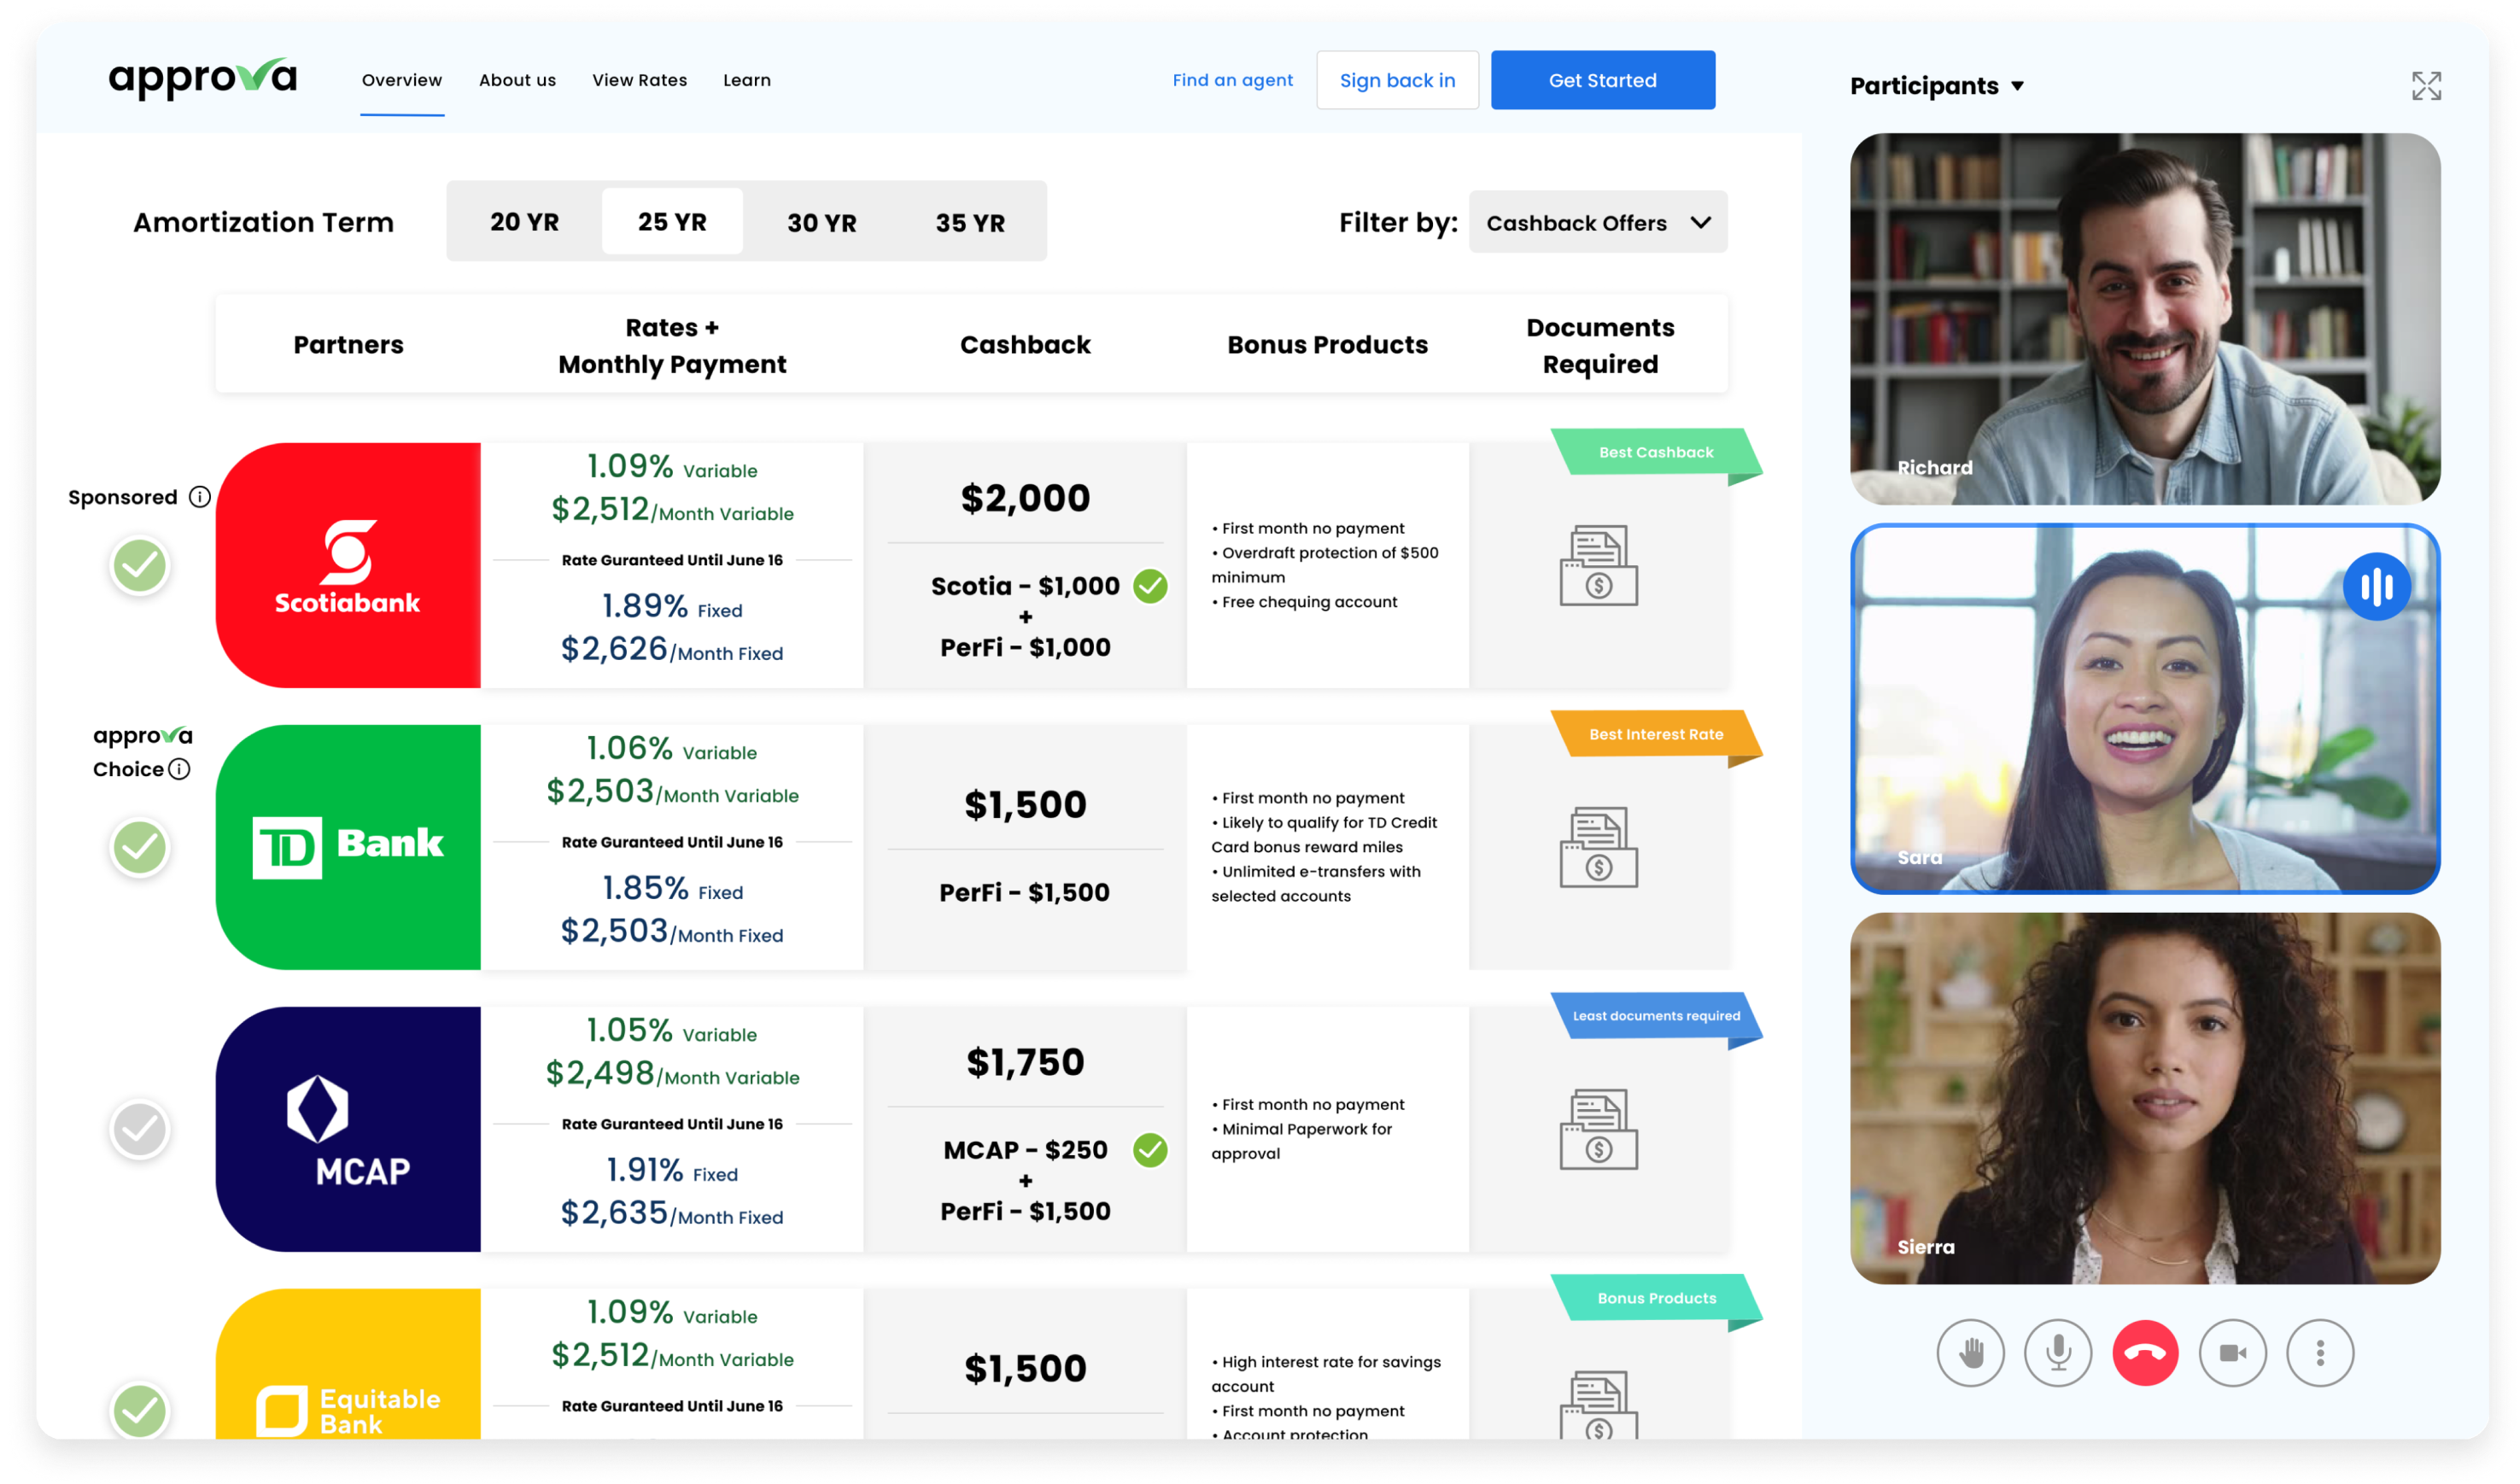 approva
Overview
About us
View Rates
Learn
Find an agent
Sign back in
Get Started
Participants
Amortization Term
20 YR
25 YR
30 YR
35 YR
Filter by:
Cashback Offers
Partners
Rates +
Monthly Payment
Cashback
Bonus Products
Documents
Required
Sponsored
Scotiabank
1.09% Variable
$2,512/Month Variable
Rate Guranteed Until June 16
1.89% Fixed
$2,626/Month Fixed
$2,000
Scotia - $1,000
+
PerFi - $1,000
• First month no payment
• Overdraft protection of $500
minimum
• Free chequing account
Best Cashback
approva
Choice
TD Bank
1.06% Variable
$2,503/Month Variable
Rate Guranteed Until June 16
1.85% Fixed
$2,503/Month Fixed
$1,500
PerFi - $1,500
• First month no payment
• Likely to qualify for TD Credit
Card bonus reward miles
• Unlimited e-transfers with
selected accounts
Best Interest Rate
MCAP
1.05% Variable
$2,498/Month Variable
Rate Guranteed Until June 16
1.91% Fixed
$2,635/Month Fixed
$1,750
MCAP - $250
+
PerFi - $1,500
• First month no payment
• Minimal Paperwork for
approval
Least documents required
Equitable
Bank
1.09% Variable
$2,512/Month Variable
Rate Guranteed Until June 16
$1,500
• High interest rate for savings
account
• First month no payment
• Account protection
Bonus Products
Richard
Sara
Sierra